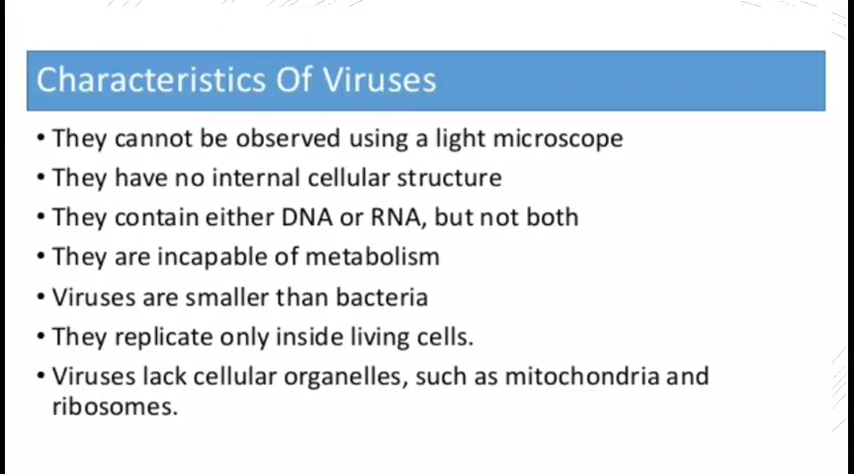 Characteristics Of Viruses
• They cannot be observed using a light microscope
• They have no internal cellular structure
• They contain either DNA or RNA, but not both
• They are incapable of metabolism
• Viruses are smaller than bacteria
• They replicate only inside living cells.
• Viruses lack cellular organelles, such as mitochondria and
ribosomes.